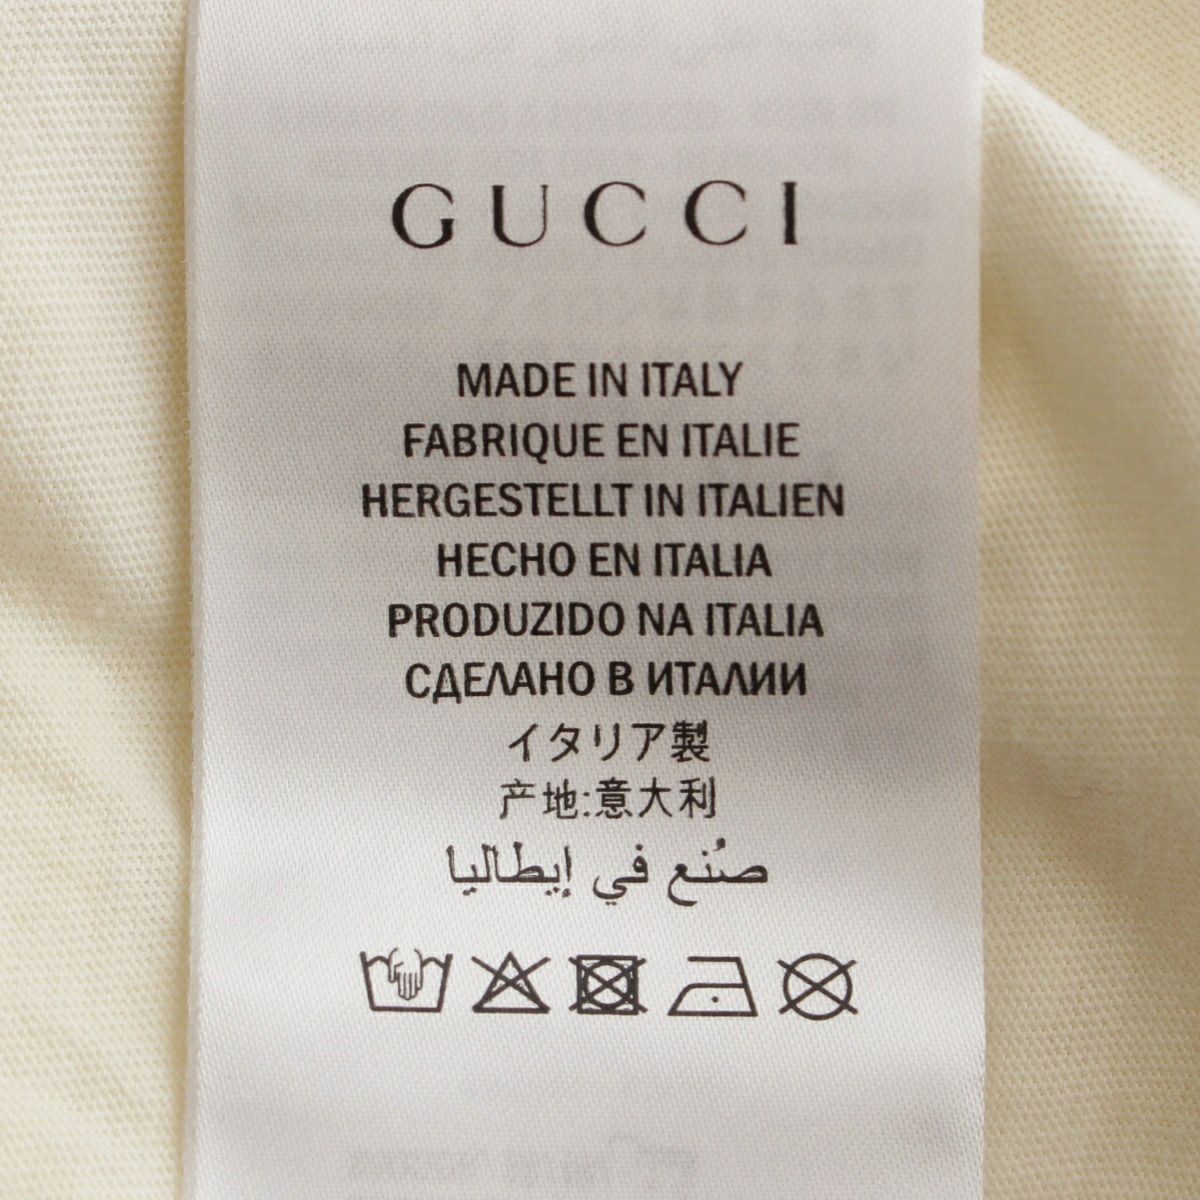 GUCCI
MADE IN ITALY
FABRIQUE EN ITALIE
HERGESTELLT IN ITALIEN
HECHO EN ITALIA
PRODUZIDO NA ITALIA
СДЕЛАНО В ИТАЛИИ
イタリア製
产地:意大利
صُنع في إيطاليا